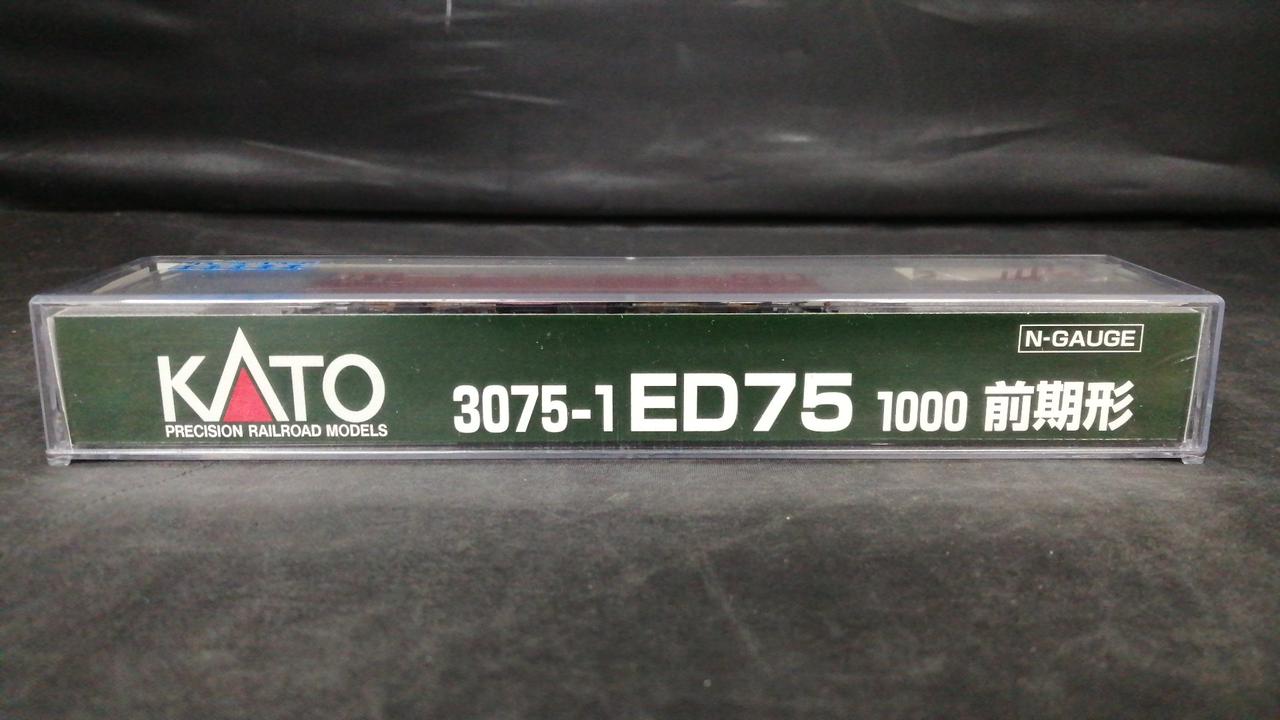 N-GAUGE
KATO
PRECISION RAILROAD MODELS
3075-1 ED75 1000 前期形